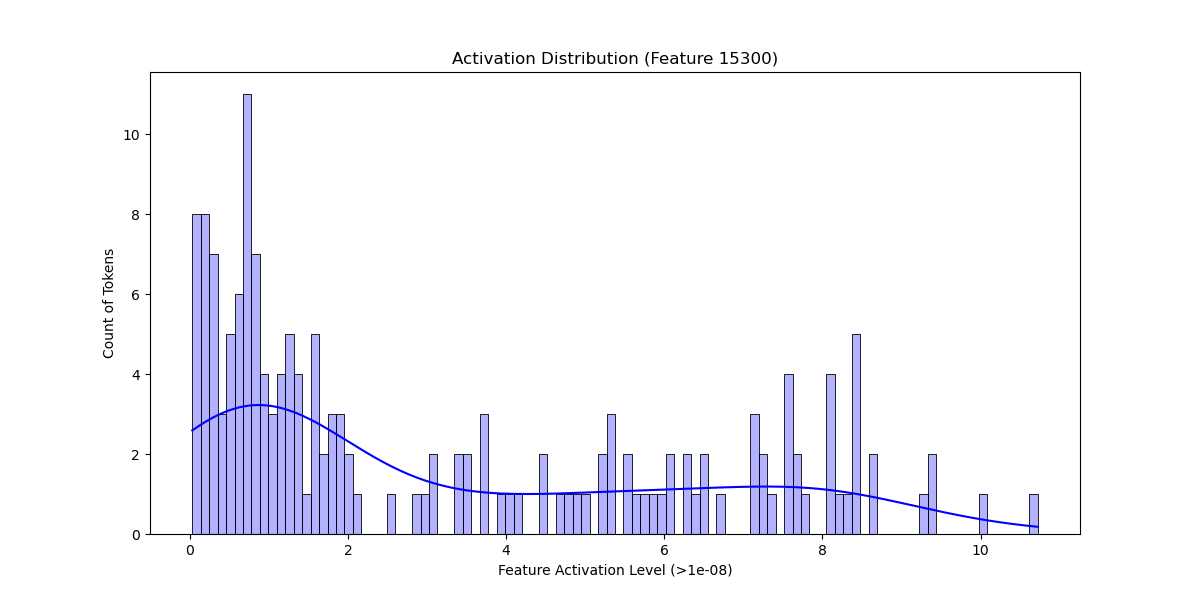 Activation Distribution (Feature 15300)
Count of Tokens
10
8
6
4
2
0
0 2 4 6 8 10
Feature Activation Level (>1e-08)